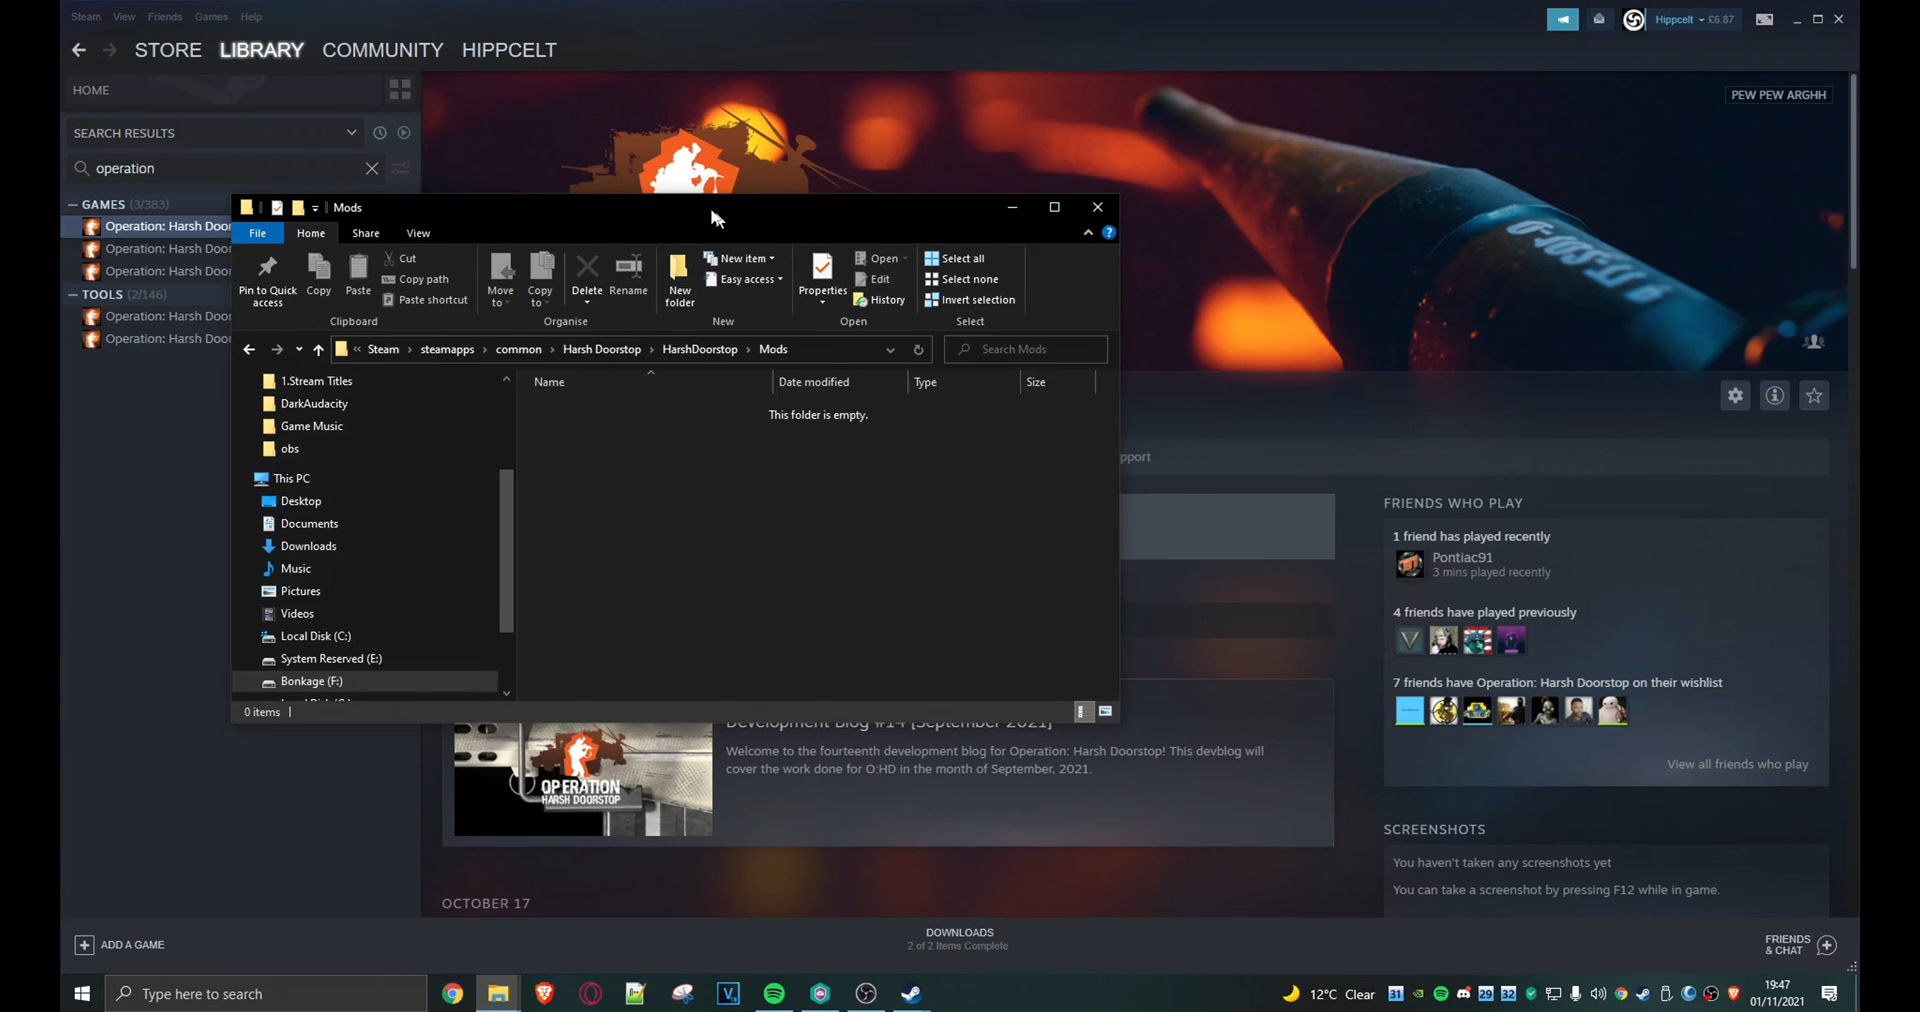 Steam View Friends Games Help
Hippcelt £6.87
STORE LIBRARY COMMUNITY HIPPCELT
HOME
PEW PEW ARGHH
SEARCH RESULTS
operation
GAMES (3/383)
Operation: Harsh Door
Operation: Harsh Door
Operation: Harsh Door
TOOLS (2/146)
Operation: Harsh Door
Operation: Harsh Door
Mods
File Home Share View
Pin to Quick access
Copy
Paste
Cut
Copy path
Paste shortcut
Clipboard
Move to
Copy to
Delete
Rename
Organise
New folder
New item
Easy access
New
Properties
Open
Edit
History
Open
Select all
Select none
Invert selection
Select
« Steam > steamapps > common > Harsh Doorstop > HarshDoorstop > Mods
Search Mods
Name Date modified Type Size
This folder is empty.
1.Stream Titles
DarkAudacity
Game Music
obs
This PC
Desktop
Documents
Downloads
Music
Pictures
Videos
Local Disk (C:)
System Reserved (E:)
Bonkage (F:)
0 items
pport
FRIENDS WHO PLAY
1 friend has played recently
Pontiac91
3 mins played recently
4 friends have played previously
7 friends have Operation: Harsh Doorstop on their wishlist
View all friends who play
Development Blog #14 [September 2021]
Welcome to the fourteenth development blog for Operation: Harsh Doorstop! This devblog will
cover the work done for O:HD in the month of September, 2021.
OPERATION
HARSH DOORSTOP
SCREENSHOTS
You haven't taken any screenshots yet
You can take a screenshot by pressing F12 while in game.
OCTOBER 17
ADD A GAME
DOWNLOADS
2 of 2 Items Complete
FRIENDS
& CHAT
Type here to search
12°C Clear
31
29
32
19:47
01/11/2021